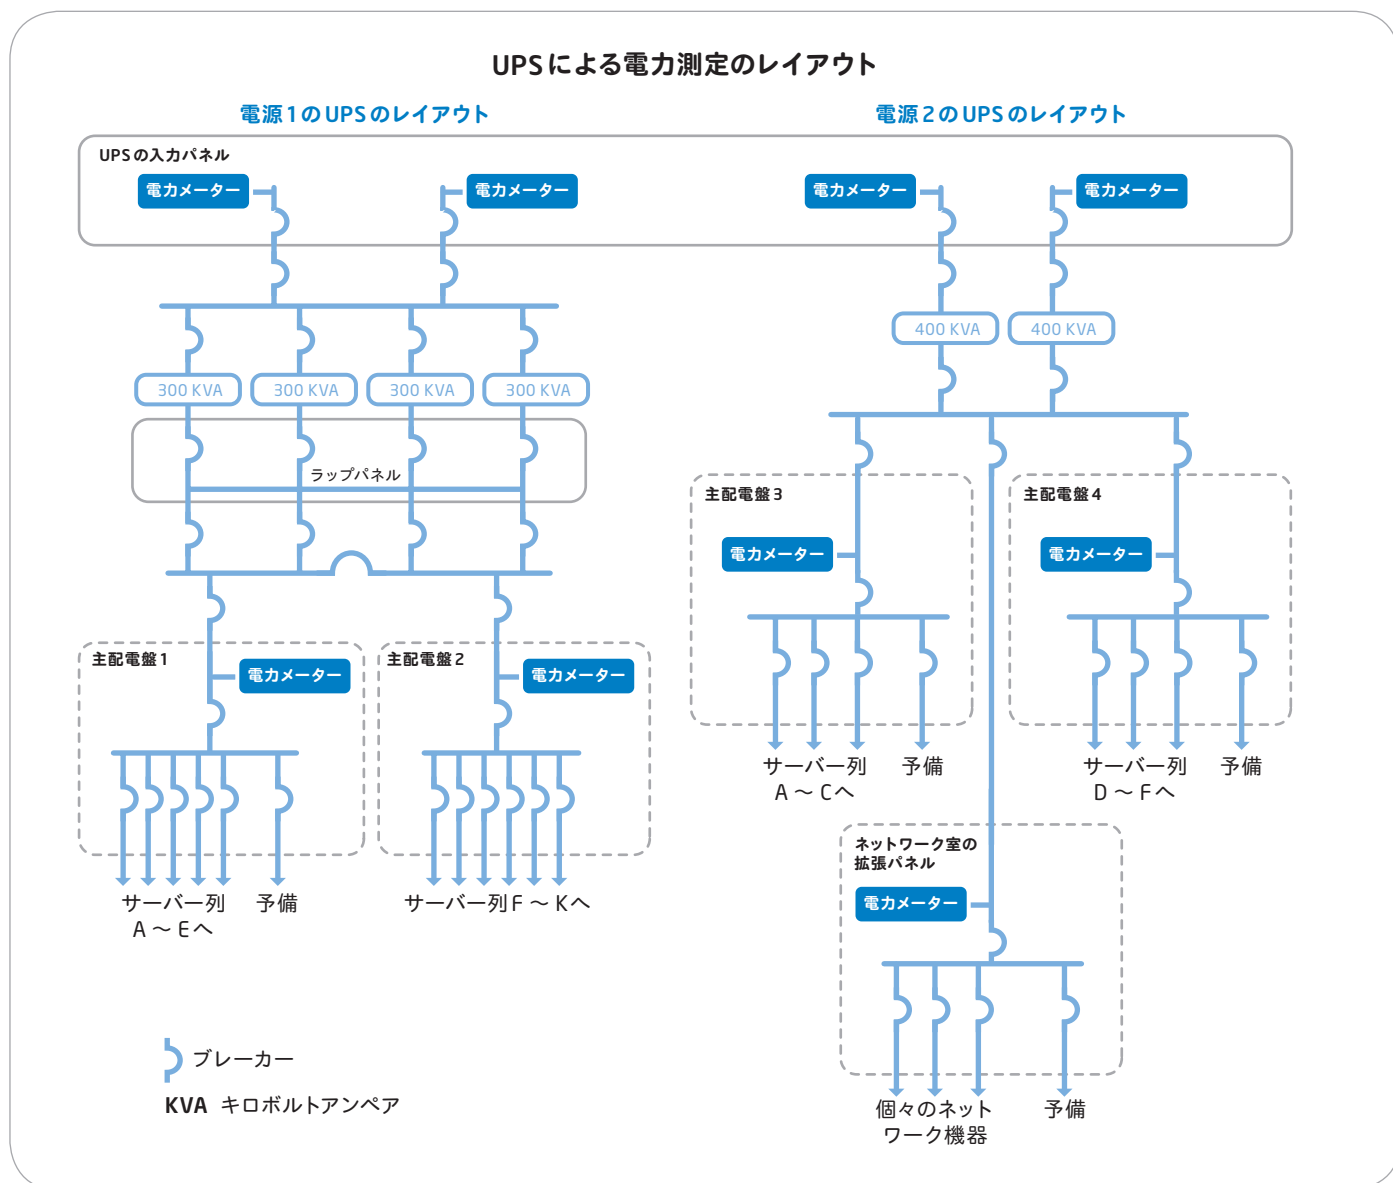 UPSによる電力測定のレイアウト
電源1のUPSのレイアウト
電源2のUPSのレイアウト
UPSの入力パネル
電力メーター
電力メーター
電力メーター
電力メーター
400 KVA
400 KVA
300 KVA
300 KVA
300 KVA
300 KVA
ラップパネル
主配電盤3
主配電盤4
電力メーター
電力メーター
主配電盤1
主配電盤2
電力メーター
電力メーター
サーバー列
A ～ Cへ
予備
サーバー列
D ～ Fへ
予備
ネットワーク室の
拡張パネル
電力メーター
サーバー列
A ～ Eへ
予備
サーバー列F ～ Kへ
ブレーカー
KVA キロボルトアンペア
個々のネット
ワーク機器
予備